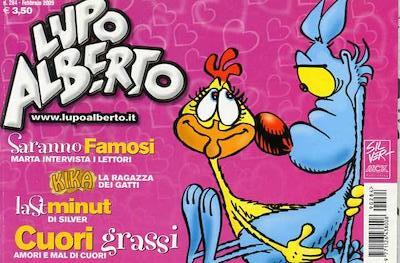 n. 284 - Febbraio 2009
€ 3,50
LUPO
ALBERTO
www.lupoalberto.it
Saranno Famosi
MARTA INTERVISTA I LETTORI
KIKA LA RAGAZZA
DEI GATTI
last minut
DI SILVER
Cuori grassi
AMORI E MAL DI CUORI
SILVER
MCK